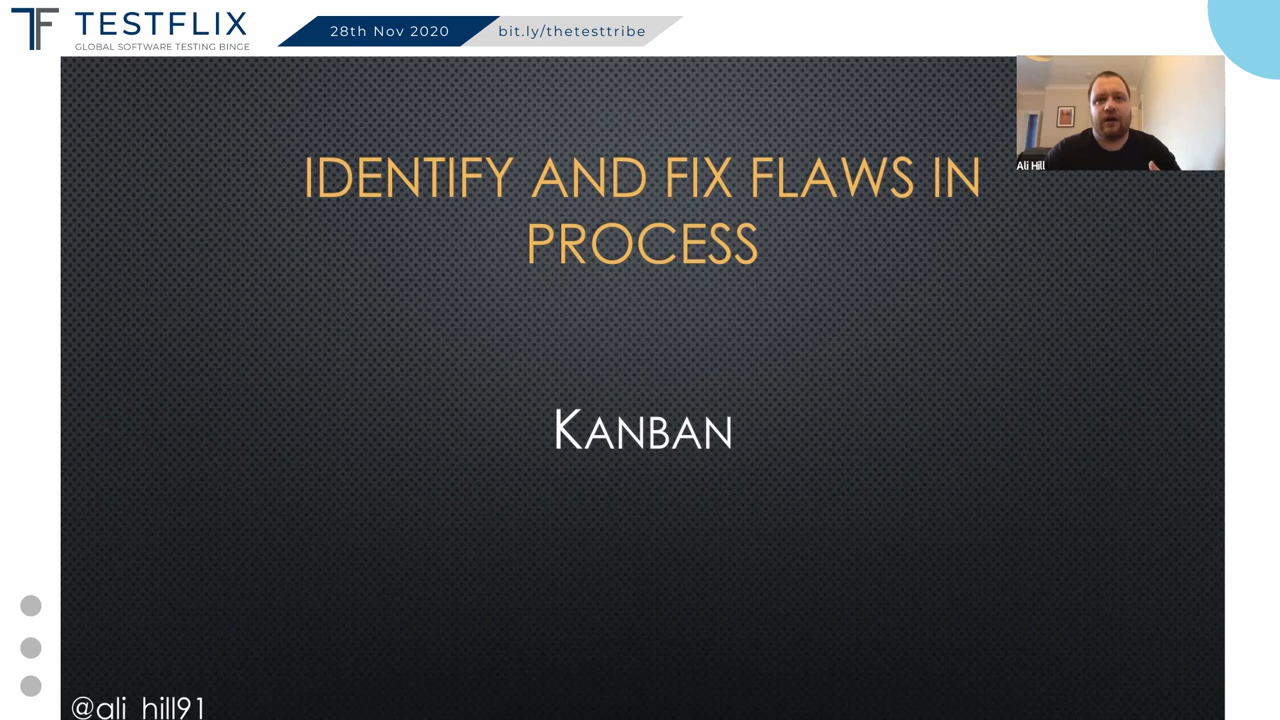 TF TESTFLIX
GLOBAL SOFTWARE TESTING BINGE
28th Nov 2020
bit.ly/thetesttribe
Ali Hill
IDENTIFY AND FIX FLAWS IN
PROCESS
KANBAN
@ali_hill91